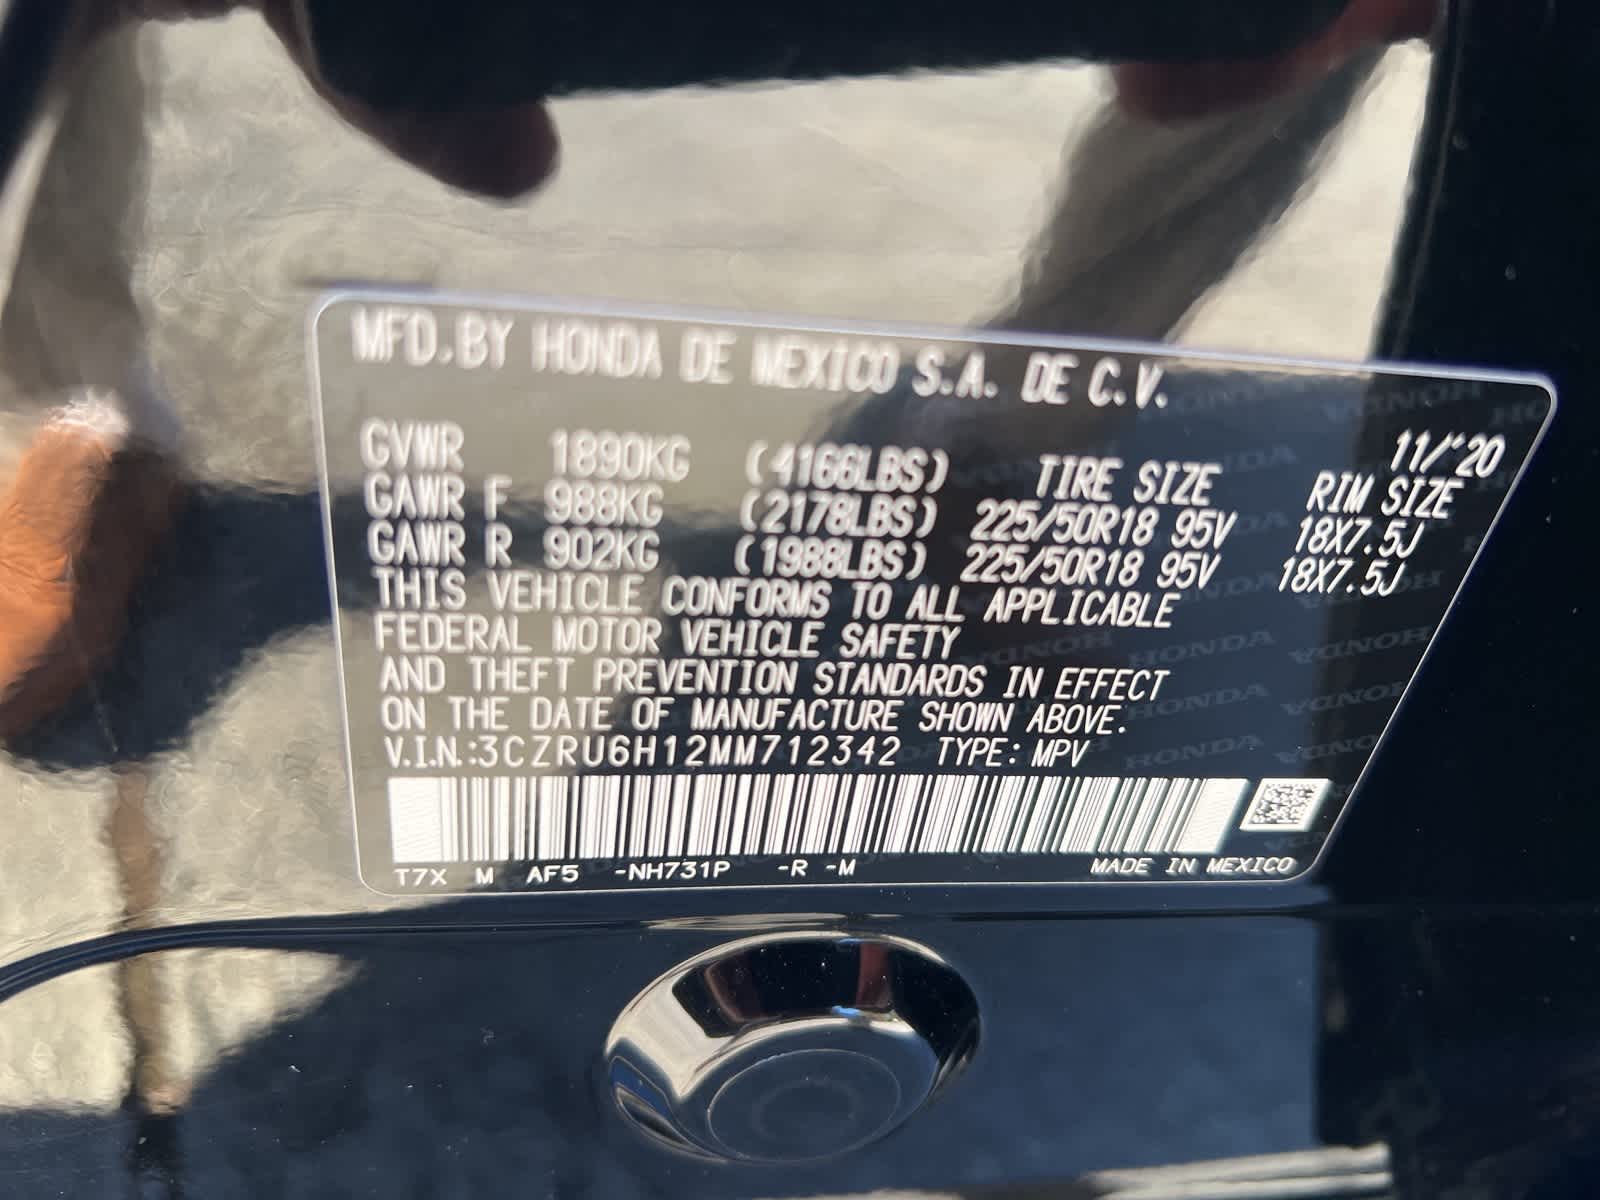 MFD.BY HONDA DE MEXICO S.A. DE C.V.
11/'20
GVWR 1890KG (4166LBS) TIRE SIZE RIM SIZE
GAWR F 988KG (2178LBS) 225/50R18 95V 18X7.5J
GAWR R 902KG (1988LBS) 225/50R18 95V 18X7.5J
THIS VEHICLE CONFORMS TO ALL APPLICABLE
FEDERAL MOTOR VEHICLE SAFETY
AND THEFT PREVENTION STANDARDS IN EFFECT
ON THE DATE OF MANUFACTURE SHOWN ABOVE.
V.I.N.:3CZRU6H12MM712342 TYPE: MPV
T7X M AF5 -NH731P -R -M MADE IN MEXICO